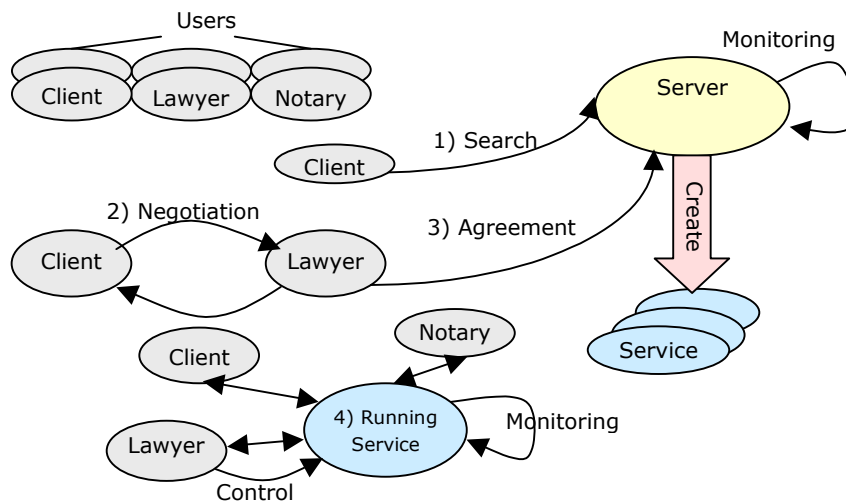 Users
Client
Lawyer
Notary
Monitoring
Server
1) Search
Client
Create
2) Negotiation
3) Agreement
Client
Lawyer
Service
Notary
Client
4) Running
Service
Monitoring
Lawyer
Control